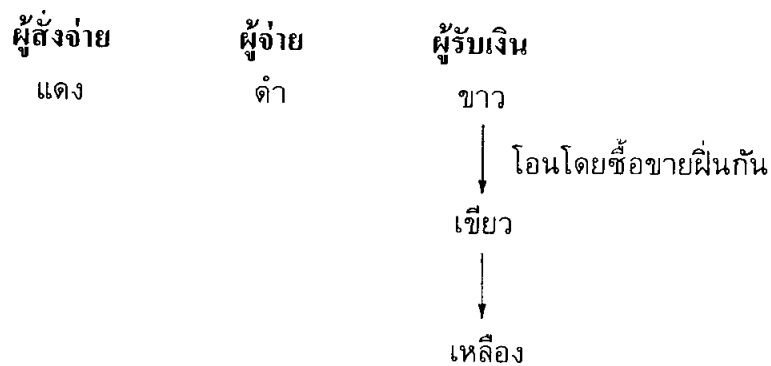 ผู้สั่งจ่าย ผู้จ่าย ผู้รับเงิน
แดง ดำ ขาว
โอนโดยซื้อขายฝิ่นกัน
เขียว
เหลือง